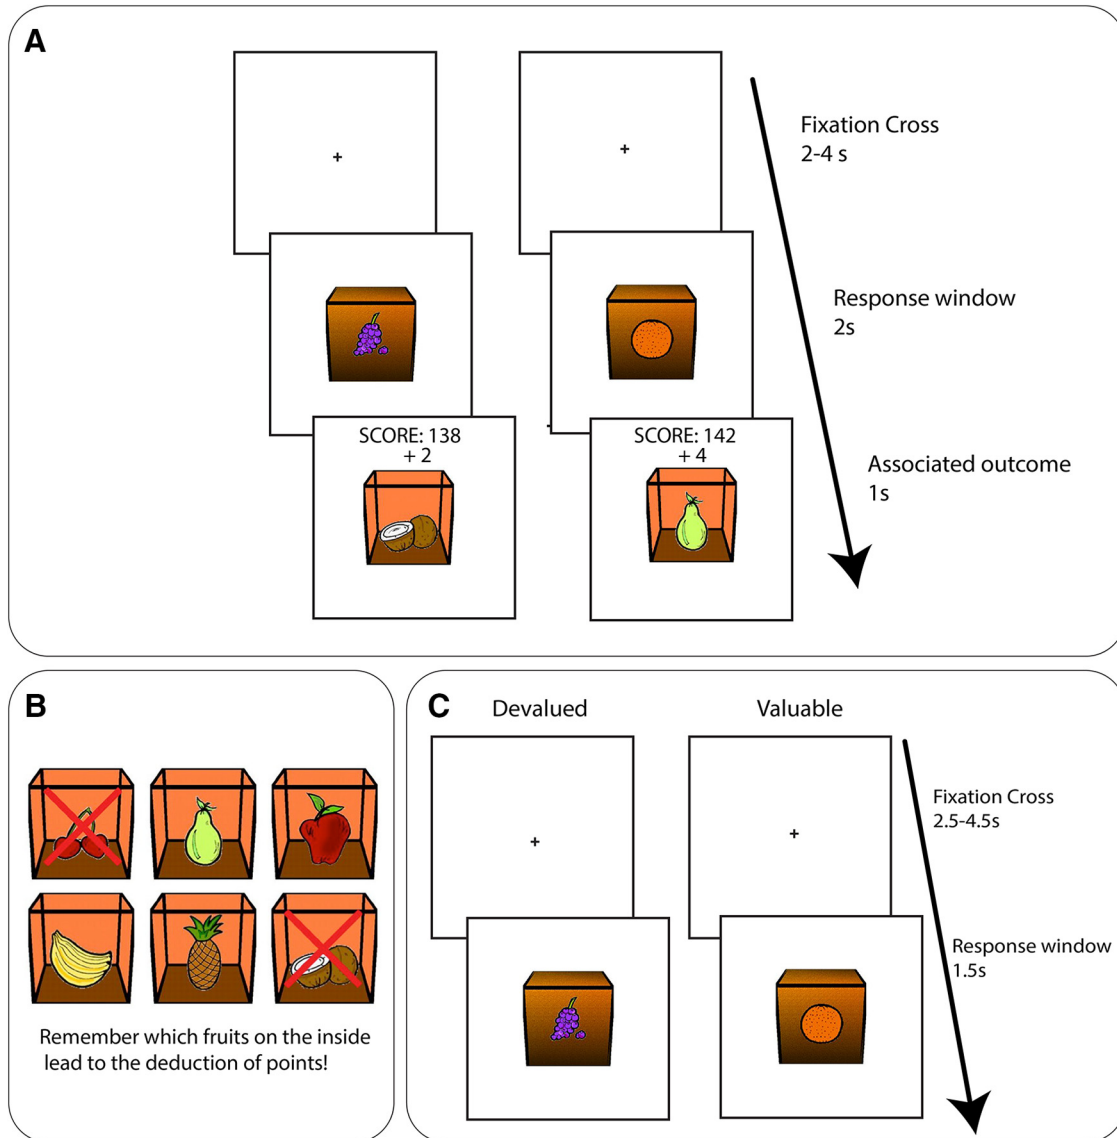 A
+
+
Fixation Cross
2-4 s
Response window
2s
SCORE: 138
+ 2
SCORE: 142
+ 4
Associated outcome
1s
B
Remember which fruits on the inside
lead to the deduction of points!
C
Devalued
Valuable
+
+
Fixation Cross
2.5-4.5s
Response window
1.5s